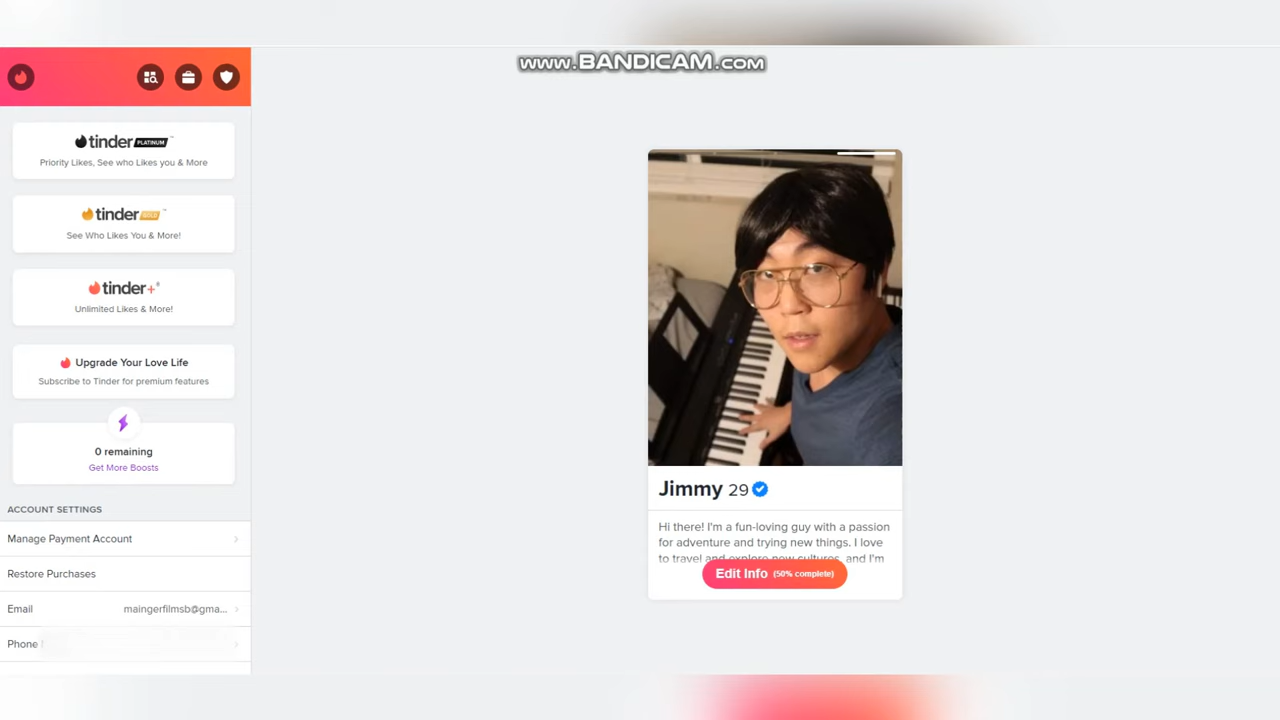 www.BANDICAM.com
tinder PLATINUM™
Priority Likes, See who Likes you & More
tinder GOLD™
See Who Likes You & More!
tinder+®
Unlimited Likes & More!
Upgrade Your Love Life
Subscribe to Tinder for premium features
0 remaining
Get More Boosts
ACCOUNT SETTINGS
Manage Payment Account
Restore Purchases
Email maingerfilmsb@gma...
Phone
Jimmy 29
Hi there! I'm a fun-loving guy with a passion
for adventure and trying new things. I love
to travel and explore new cultures, and I'm
Edit Info (50% complete)